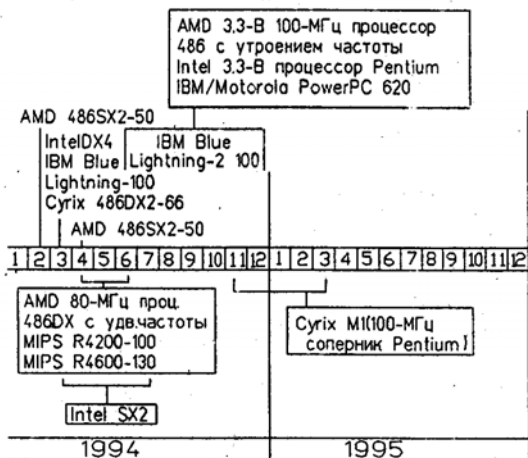 AMD 3.3-В 100-МГц процессор
486 с утроением частоты
Intel 3.3-В процессор Pentium
IBM/Motorola PowerPC 620
AMD 486SX2-50
IntelDX4
IBM Blue
Lightning-100
Cyrix 486DX2-66
IBM Blue
Lightning-2 100
AMD 486SX2-50
1 2 3 4 5 6 7 8 9 10 11 12 1 2 3 4 5 6 7 8 9 10 11 12
AMD 80-МГц проц.
486DX с удв.частоты
MIPS R4200-100
MIPS R4600-130
Cyrix M1(100-МГц
соперник Pentium)
Intel SX2
1994 1995